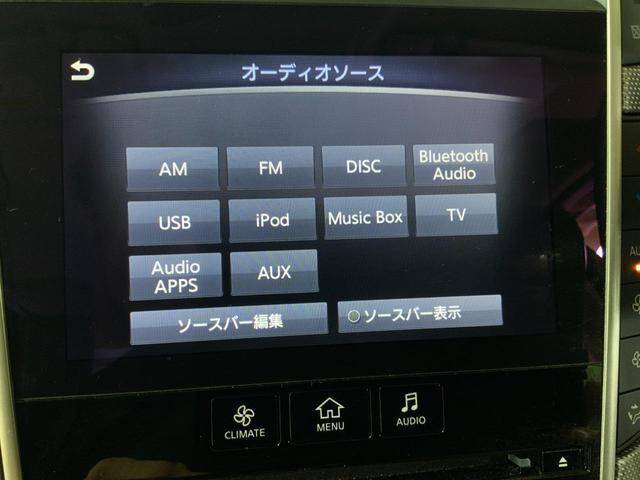 オーディオソース
AM
FM
DISC
Bluetooth
Audio
USB
iPod
Music Box
TV
Audio
APPS
AUX
ソースバー編集
ソースバー表示
CLIMATE
MENU
AUDIO